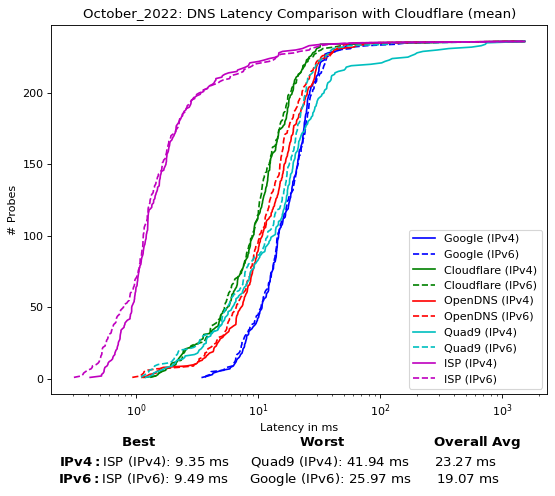 October_2022: DNS Latency Comparison with Cloudflare (mean)
# Probes
200
150
100
50
0
Google (IPv4)
Google (IPv6)
Cloudflare (IPv4)
Cloudflare (IPv6)
OpenDNS (IPv4)
OpenDNS (IPv6)
Quad9 (IPv4)
Quad9 (IPv6)
ISP (IPv4)
ISP (IPv6)
10⁰ 10¹ 10² 10³
Latency in ms
Best Worst Overall Avg
IPv4: ISP (IPv4): 9.35 ms Quad9 (IPv4): 41.94 ms 23.27 ms
IPv6: ISP (IPv6): 9.49 ms Google (IPv6): 25.97 ms 19.07 ms